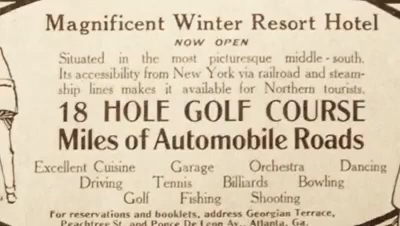 Magnificent Winter Resort Hotel
NOW OPEN
Situated in the most picturesque middle-south.
Its accessibility from New York via railroad and steam-
ship lines makes it available for Northern tourists.
18 HOLE GOLF COURSE
Miles of Automobile Roads
Excellent Cuisine Garage Orchestra Dancing
Driving Tennis Billiards Bowling
Golf Fishing Shooting
For reservations and booklets, address Georgian Terrace,
Peachtree St. and Ponce De Leon Av., Atlanta, Ga.